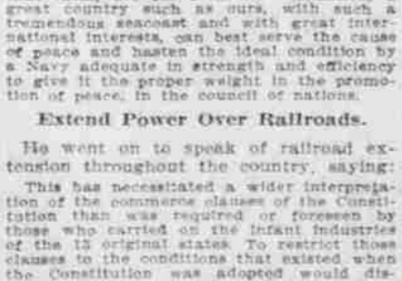 great country such as ours, with such a
tremendous seacoast and with great inter-
national interests, can best serve the cause
of peace and hasten the ideal condition by
a Navy adequate in strength and efficiency
to give it the proper weight in the promo-
tion of peace, in the council of nations.
Extend Power Over Railroads.
He went on to speak of railroad ex-
tension throughout the country, saying:
This has necessitated a wider interpreta-
tion of the commerce clauses of the Consti-
tution than was required or foreseen by
those who carried on the infant industries
of the 13 original states. To restrict those
clauses to the conditions that existed when
the Constitution was adopted would dis-